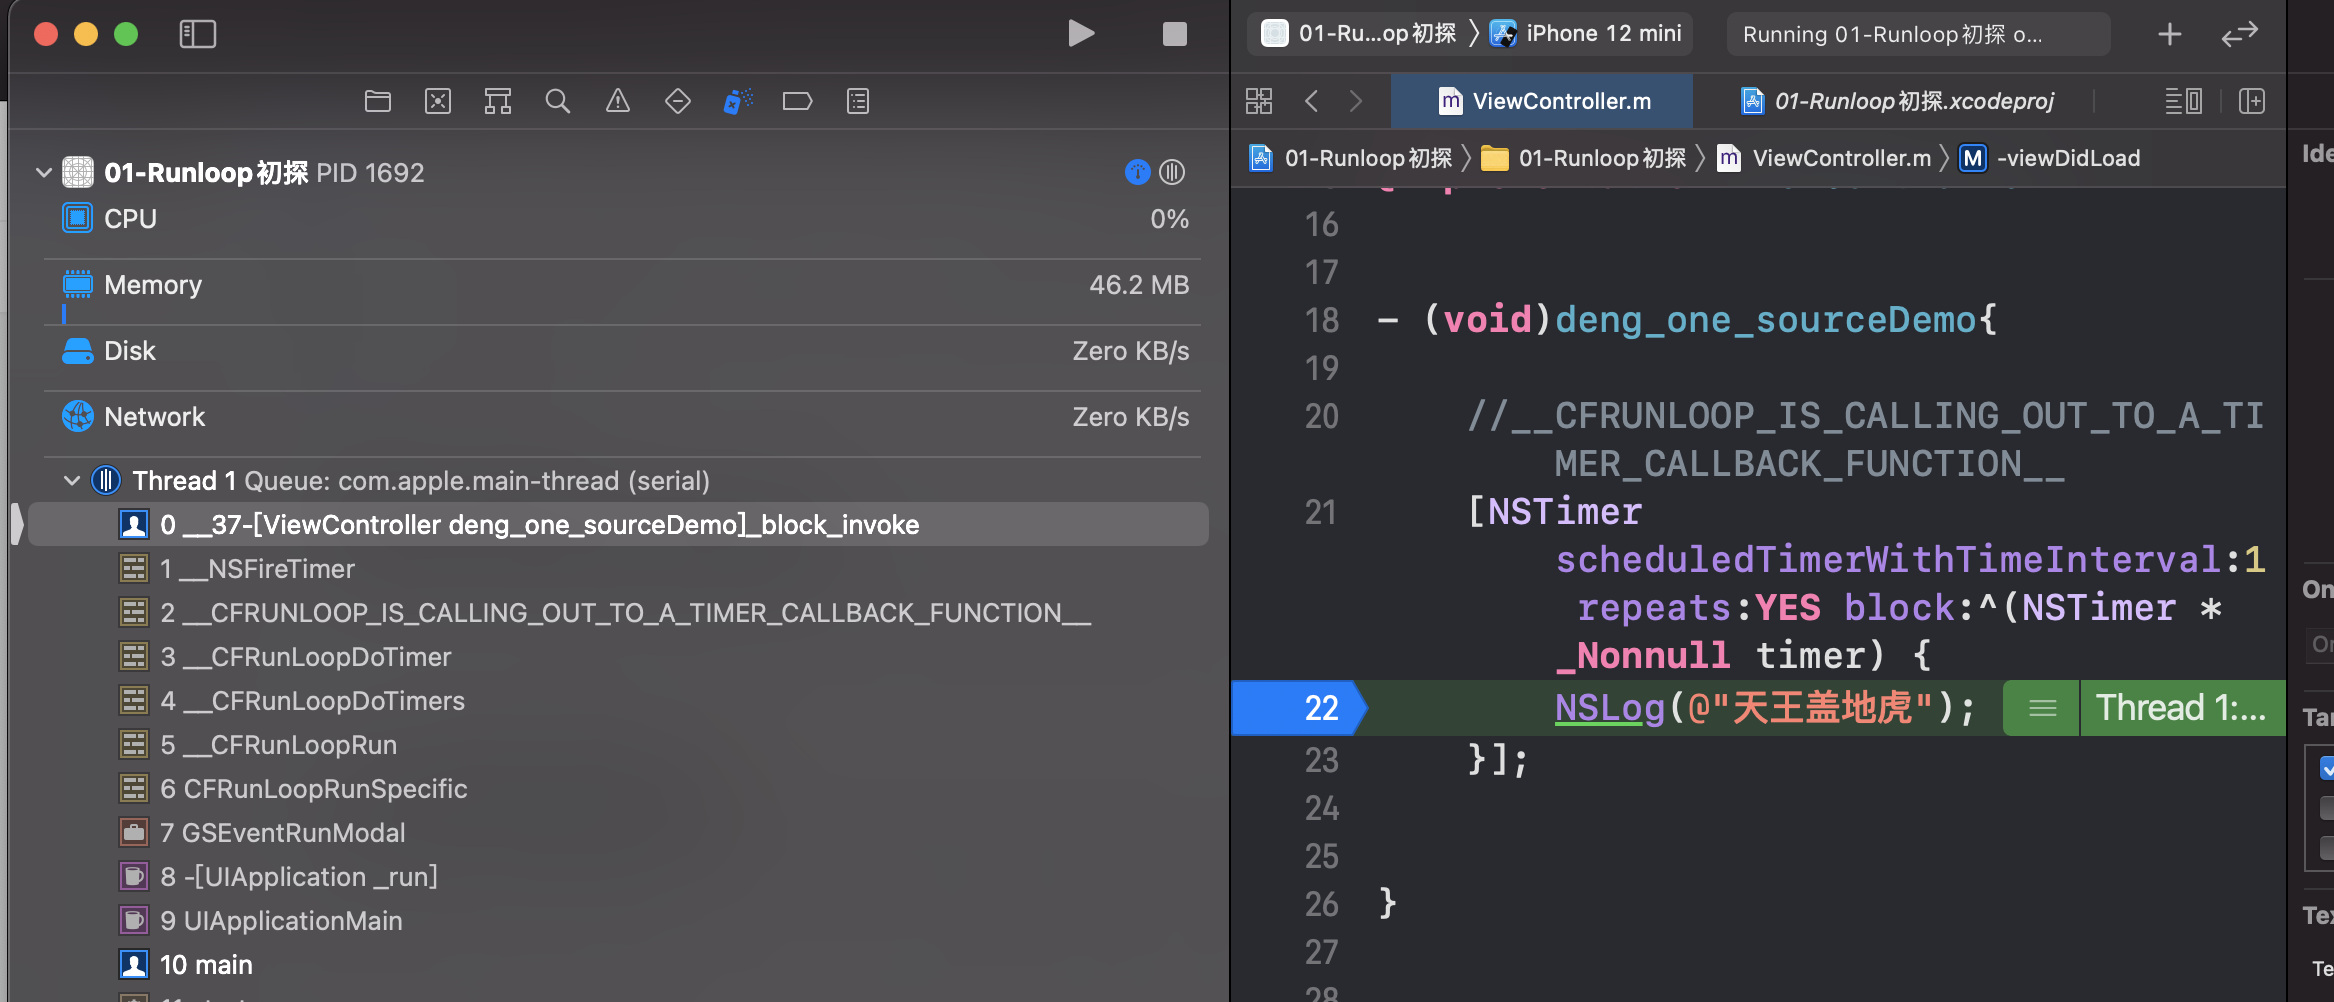 01-Ru...op初探 〉 iPhone 12 mini
Running 01-Runloop初探 o...
ViewController.m
01-Runloop初探.xcodeproj
01-Runloop初探 〉 01-Runloop初探 〉 ViewController.m 〉 M -viewDidLoad
01-Runloop初探 PID 1692
CPU 0%
Memory 46.2 MB
Disk Zero KB/s
Network Zero KB/s
Thread 1 Queue: com.apple.main-thread (serial)
0 __37-[ViewController deng_one_sourceDemo]_block_invoke
1 __NSFireTimer
2 __CFRUNLOOP_IS_CALLING_OUT_TO_A_TIMER_CALLBACK_FUNCTION__
3 __CFRunLoopDoTimer
4 __CFRunLoopDoTimers
5 __CFRunLoopRun
6 CFRunLoopRunSpecific
7 GSEventRunModal
8 -[UIApplication _run]
9 UIApplicationMain
10 main
16
17
18 - (void)deng_one_sourceDemo{
19
20 //__CFRUNLOOP_IS_CALLING_OUT_TO_A_TI
MER_CALLBACK_FUNCTION__
21 [NSTimer
scheduledTimerWithTimeInterval:1
repeats:YES block:^(NSTimer *
_Nonnull timer) {
22 NSLog(@"天王盖地虎"); Thread 1:...
23 }];
24
25
26 }
27
28
Ide
On
Tar
Tex
Te